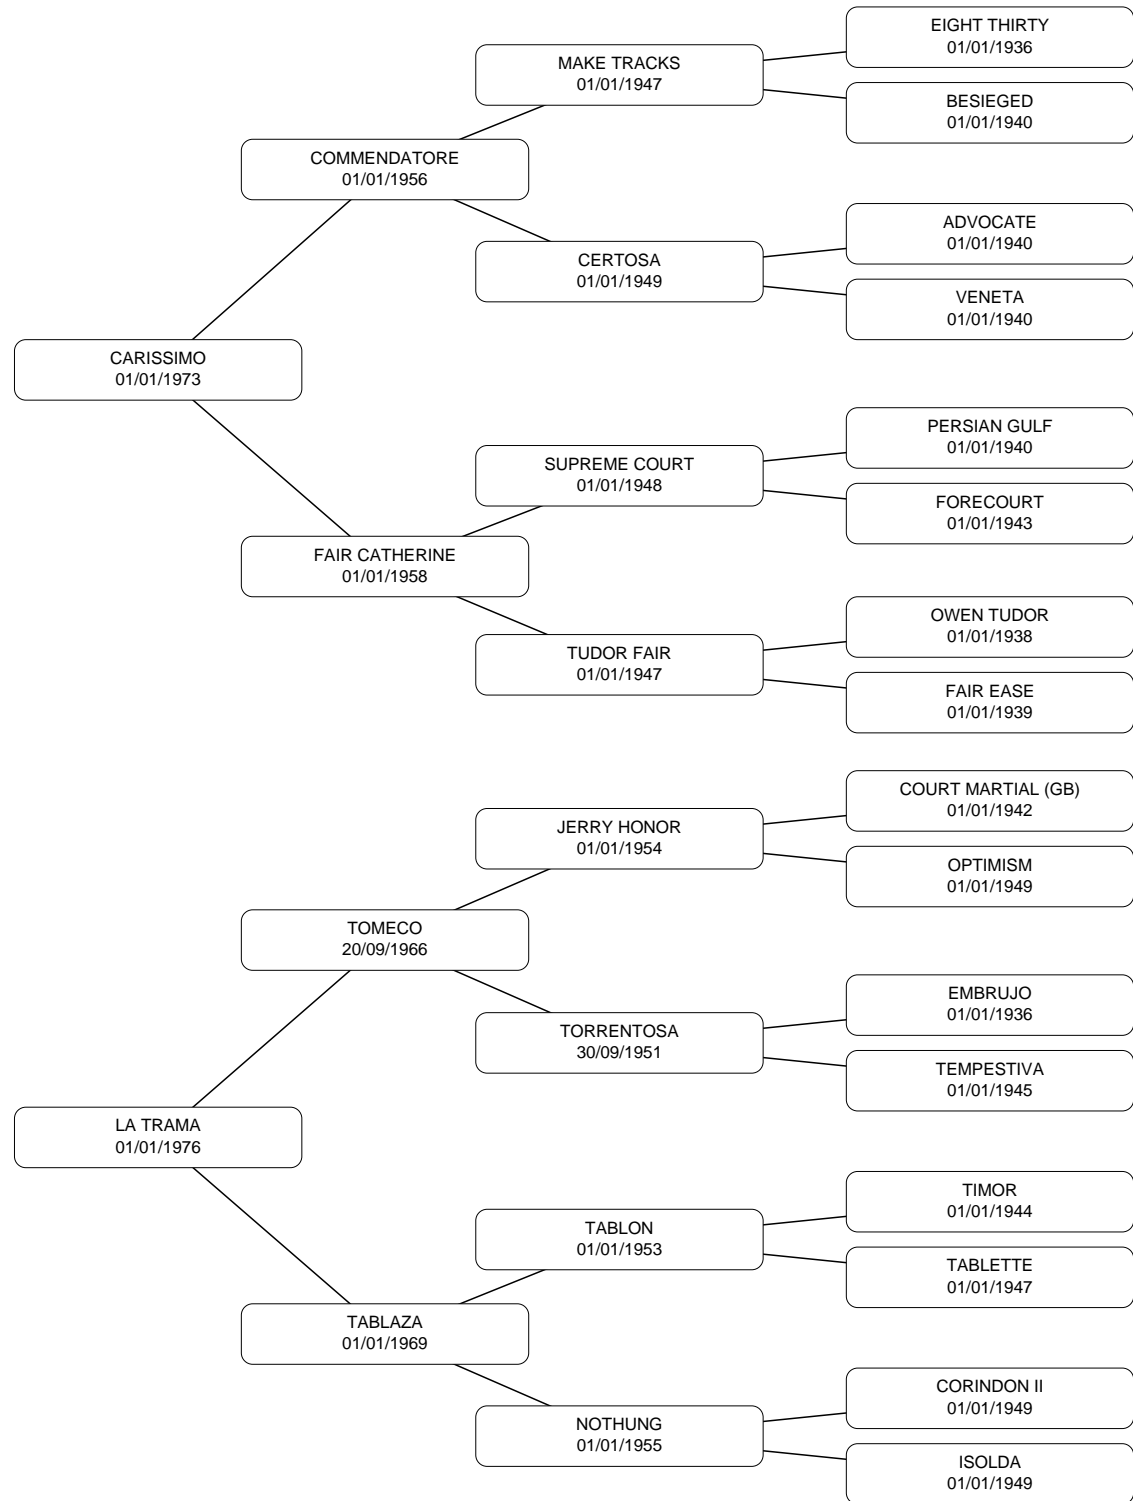 EIGHT THIRTY
01/01/1936
MAKE TRACKS
01/01/1947
BESIEGED
01/01/1940
COMMENDATORE
01/01/1956
ADVOCATE
01/01/1940
CERTOSA
01/01/1949
VENETA
01/01/1940
CARISSIMO
01/01/1973
PERSIAN GULF
01/01/1940
SUPREME COURT
01/01/1948
FORECOURT
01/01/1943
FAIR CATHERINE
01/01/1958
OWEN TUDOR
01/01/1938
TUDOR FAIR
01/01/1947
FAIR EASE
01/01/1939
COURT MARTIAL (GB)
01/01/1942
JERRY HONOR
01/01/1954
OPTIMISM
01/01/1949
TOMECO
20/09/1966
EMBRUJO
01/01/1936
TORRENTOSA
30/09/1951
TEMPESTIVA
01/01/1945
LA TRAMA
01/01/1976
TIMOR
01/01/1944
TABLON
01/01/1953
TABLETTE
01/01/1947
TABLAZA
01/01/1969
CORINDON II
01/01/1949
NOTHUNG
01/01/1955
ISOLDA
01/01/1949